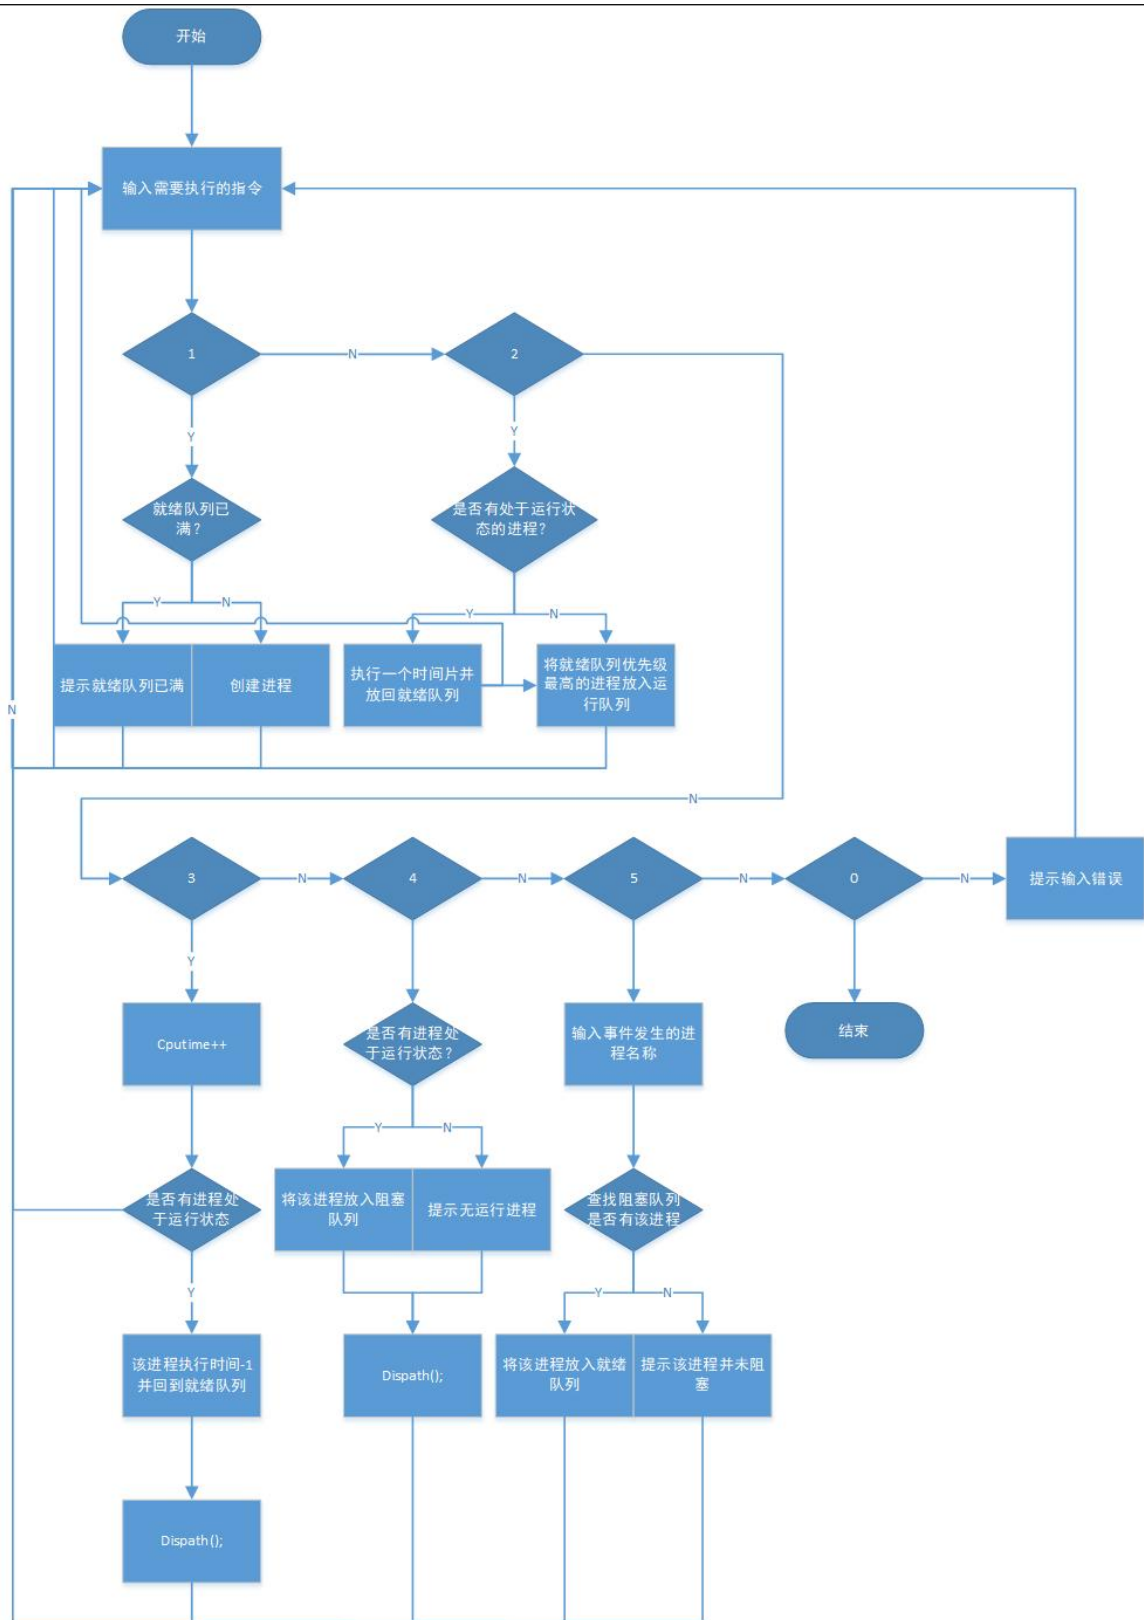 开始
输入需要执行的指令
1
N
2
Y
Y
就绪队列已
满?
是否有处于运行状
态的进程?
Y
N
Y
N
提示就绪队列已满
创建进程
执行一个时间片并
放回就绪队列
将就绪队列优先级
最高的进程放入运
行队列
N
N
3
N
4
N
5
N
0
N
提示输入错误
Y
Cputime++
是否有进程处
于运行状态?
输入事件发生的进
程名称
结束
Y
N
是否有进程处
于运行状态
将该进程放入阻塞
队列
提示无运行进程
查找阻塞队列
是否有该进程
Y
Y
N
该进程执行时间-1
并回到就绪队列
Dispath();
将该进程放入就绪
队列
提示该进程并未阻
塞
Dispath();